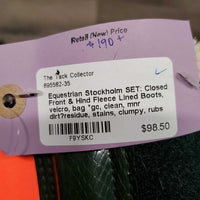 Retail (New) Price
$190+
The Tack Collector
895582-35
Equestrian Stockholm SET; Closed
Front & Hind Fleece Lined Boots,
velcro, bag *gc, clean, mnr
dirt?residue, stains, clumpy, rubs
$98.50
F8YSKC